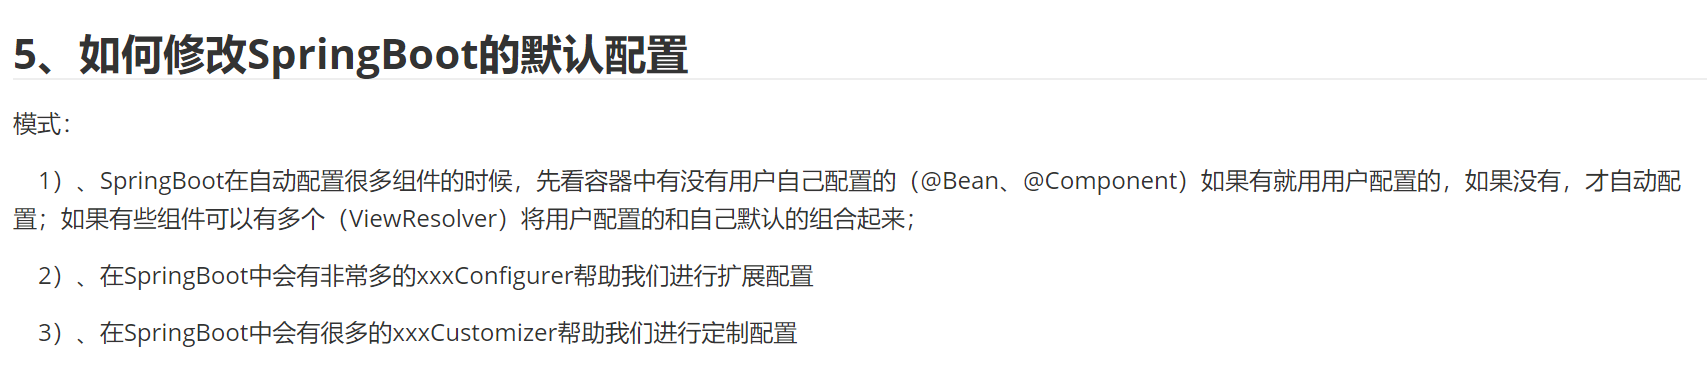 5、如何修改SpringBoot的默认配置
模式：
1）、SpringBoot在自动配置很多组件的时候，先看容器中有没有用户自己配置的（@Bean、@Component）如果有就用用户配置的，如果没有，才自动配
置；如果有些组件可以有多个（ViewResolver）将用户配置的和自己默认的组合起来；
2）、在SpringBoot中会有非常多的xxxConfigurer帮助我们进行扩展配置
3）、在SpringBoot中会有很多的xxxCustomizer帮助我们进行定制配置